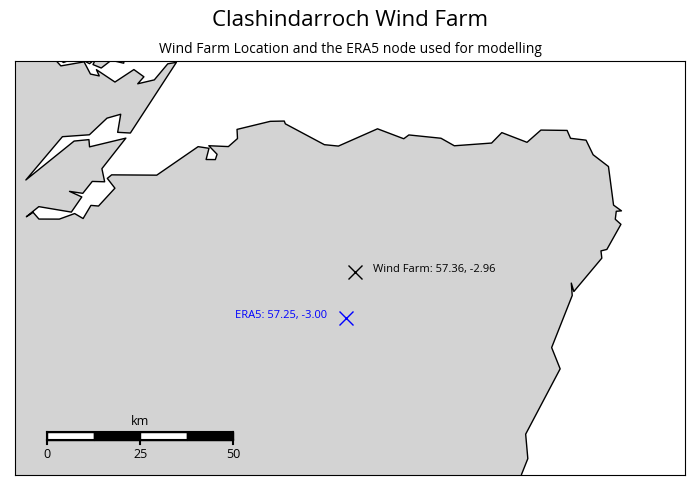 Clashindarroch Wind Farm
Wind Farm Location and the ERA5 node used for modelling
Wind Farm: 57.36, -2.96
ERA5: 57.25, -3.00
km
0 25 50